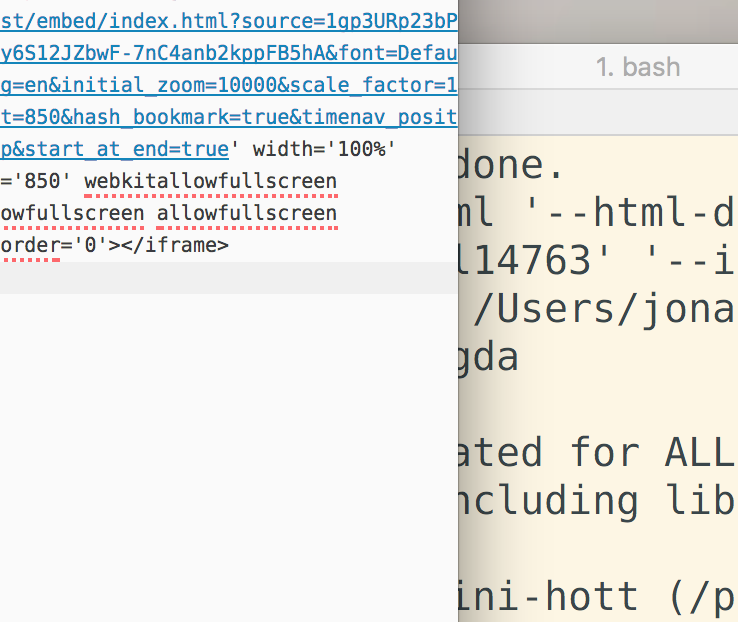 st/embed/index.html?source=1gp3URp23bP
y6S12JZbwF-7nC4anb2kppFB5hA&font=Defau
g=en&initial_zoom=10000&scale_factor=1
t=850&hash_bookmark=true&timenav_posit
p&start_at_end=true' width='100%'
='850' webkitallowfullscreen
owfullscreen allowfullscreen
order='0'></iframe>
1. bash
done.
ml '--html-d
l14763' '--i
/Users/jona
gda
ated for ALL
ncluding lib
ini-hott (/p